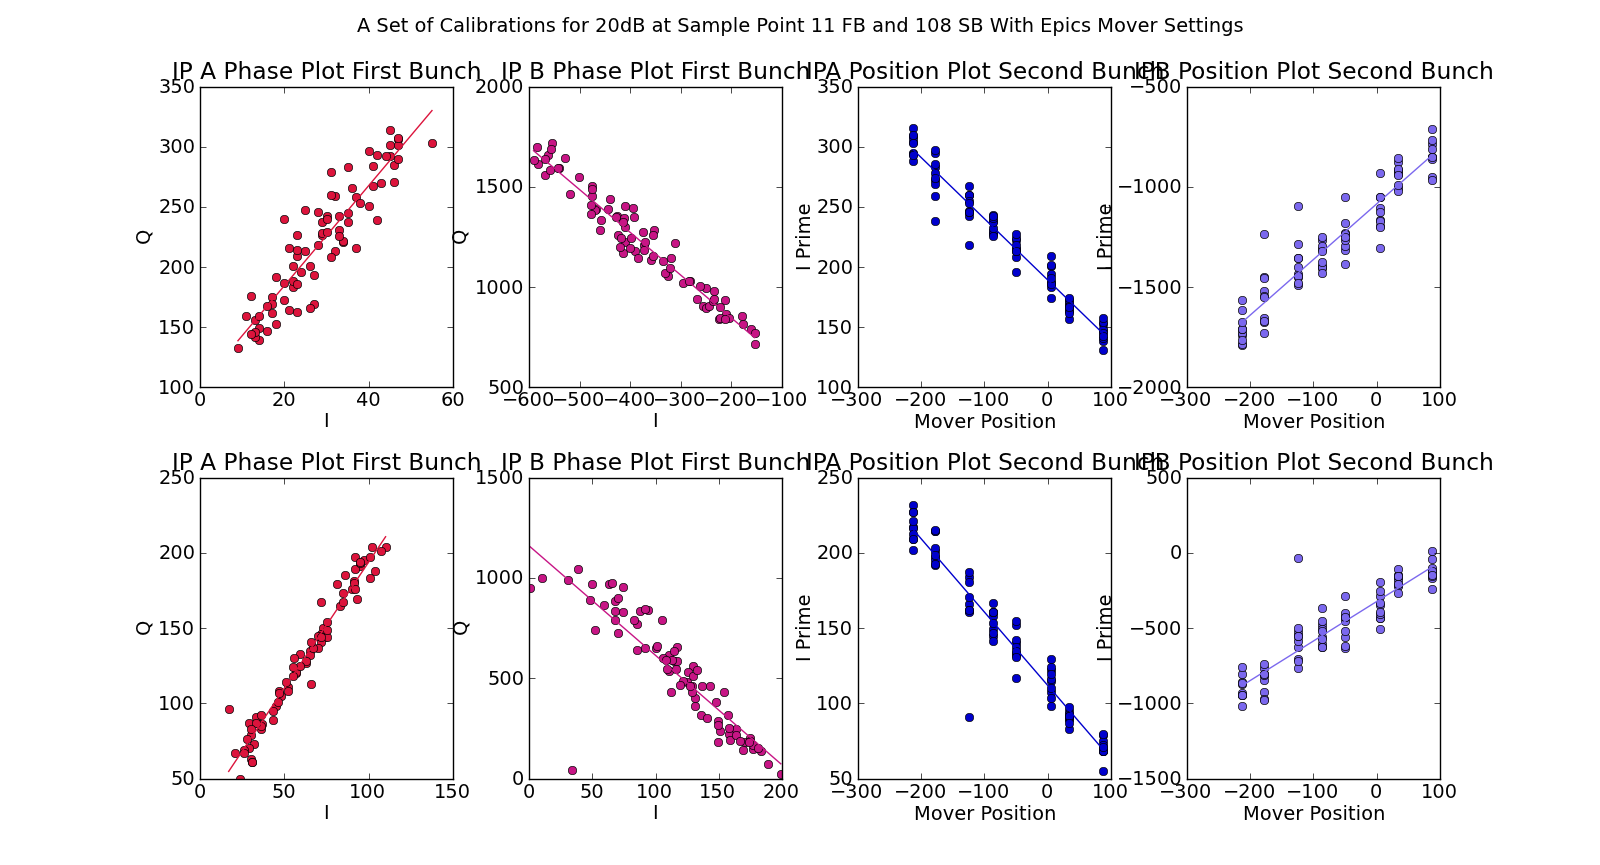 A Set of Calibrations for 20dB at Sample Point 11 FB and 108 SB With Epics Mover Settings
IP A Phase Plot First Bunch
350
300
250
200
150
100
Q
0 20 40 60
I
IP B Phase Plot First Bunch
2000
1500
1000
500
Q
−600 −500 −400 −300 −200 −100
I
IPA Position Plot Second Bunch
350
300
250
200
150
100
I Prime
−300 −200 −100 0 100
Mover Position
IPB Position Plot Second Bunch
−500
−1000
−1500
−2000
I Prime
−300 −200 −100 0 100
Mover Position
IP A Phase Plot First Bunch
250
200
150
100
50
Q
0 50 100 150
I
IP B Phase Plot First Bunch
1500
1000
500
0
Q
0 50 100 150 200
I
IPA Position Plot Second Bunch
250
200
150
100
50
I Prime
−300 −200 −100 0 100
Mover Position
IPB Position Plot Second Bunch
500
0
−500
−1000
−1500
I Prime
−300 −200 −100 0 100
Mover Position